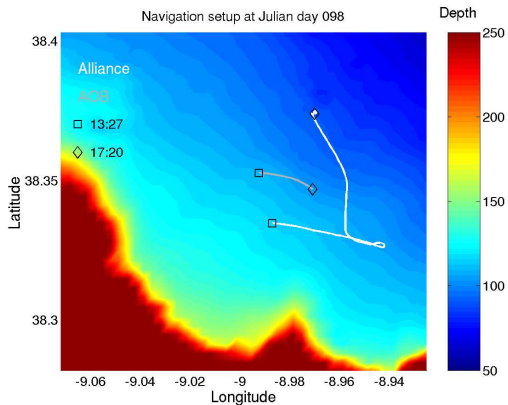 Navigation setup at Julian day 098
Depth
38.4
38.35
38.3
Latitude
Alliance
AOB
13:27
17:20
250
200
150
100
50
-9.06 -9.04 -9.02 -9 -8.98 -8.96 -8.94
Longitude